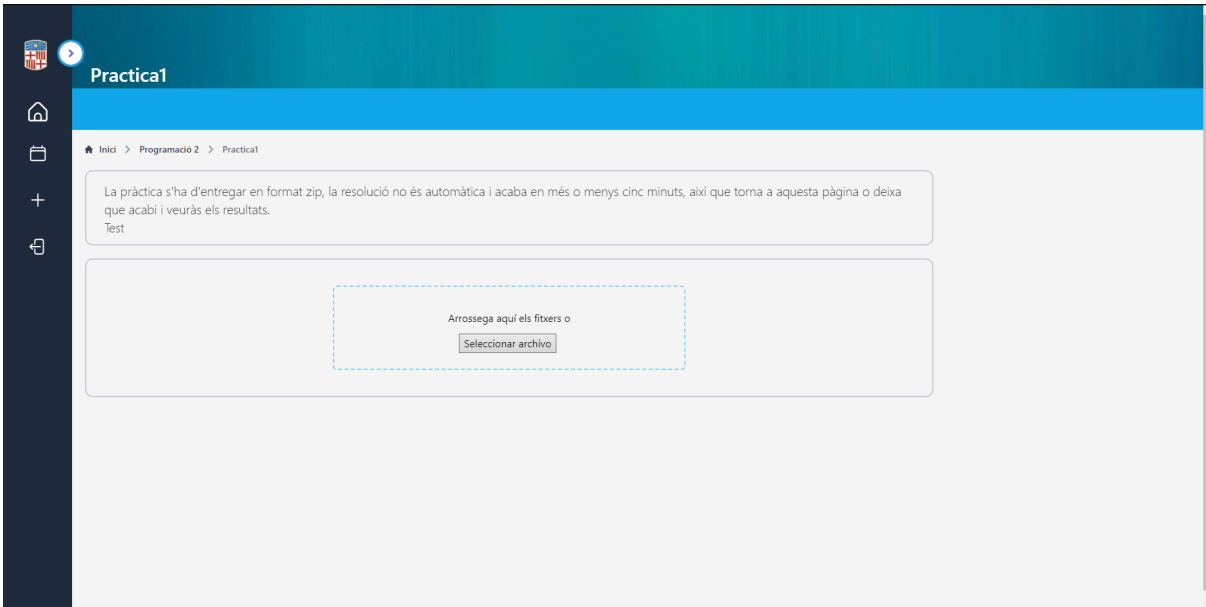 Practica1
Inici > Programació 2 > Practica1
La pràctica s'ha d'entregar en format zip, la resolució no és automàtica i acaba en més o menys cinc minuts, així que torna a aquesta pàgina o deixa
que acabi i veuràs els resultats.
Test
Arrossega aquí els fitxers o
Seleccionar archivo